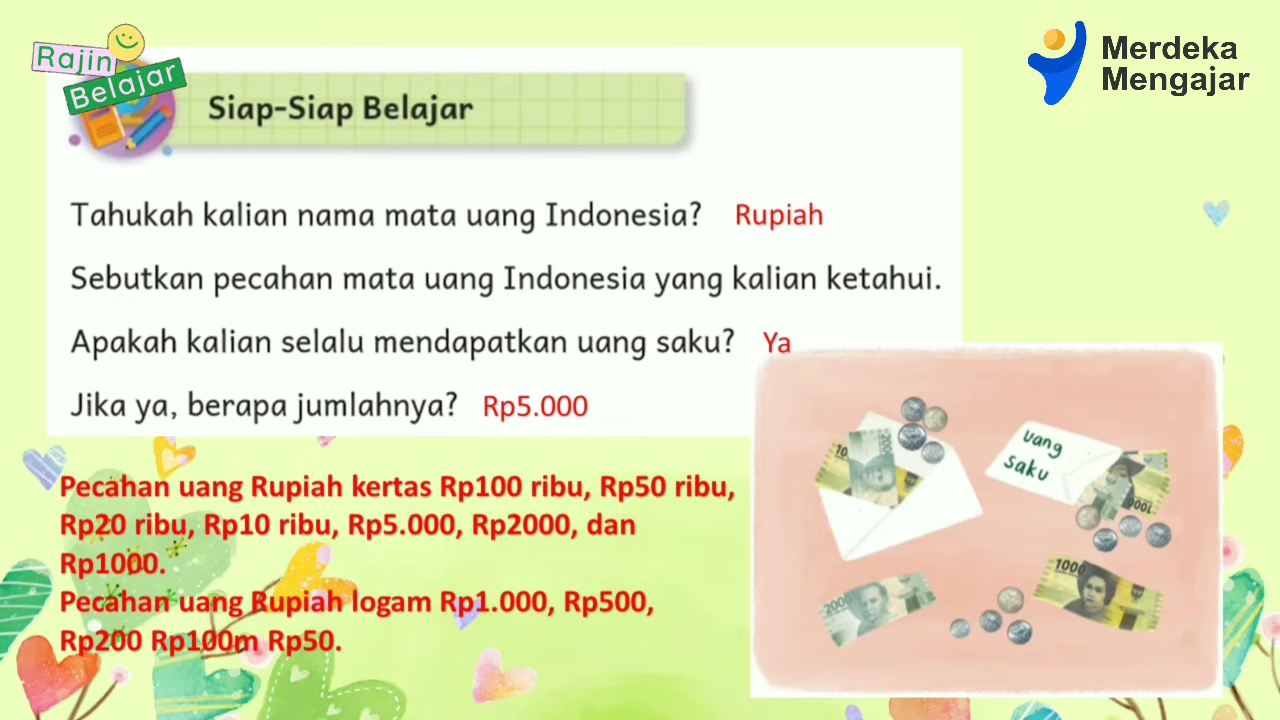 Rajin
Belajar
Merdeka
Mengajar
Siap-Siap Belajar
Tahukah kalian nama mata uang Indonesia? Rupiah
Sebutkan pecahan mata uang Indonesia yang kalian ketahui.
Apakah kalian selalu mendapatkan uang saku? Ya
Jika ya, berapa jumlahnya? Rp5.000
Pecahan uang Rupiah kertas Rp100 ribu, Rp50 ribu,
Rp20 ribu, Rp10 ribu, Rp5.000, Rp2000, dan
Rp1000.
Pecahan uang Rupiah logam Rp1.000, Rp500,
Rp200 Rp100m Rp50.
uang
saku
2000
1000